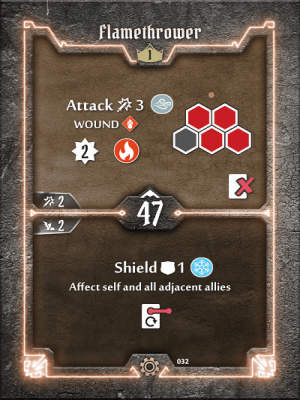 Flamethrower
1
Attack 3
WOUND
2
2
47
2
Shield 1
Affect self and all adjacent allies
032